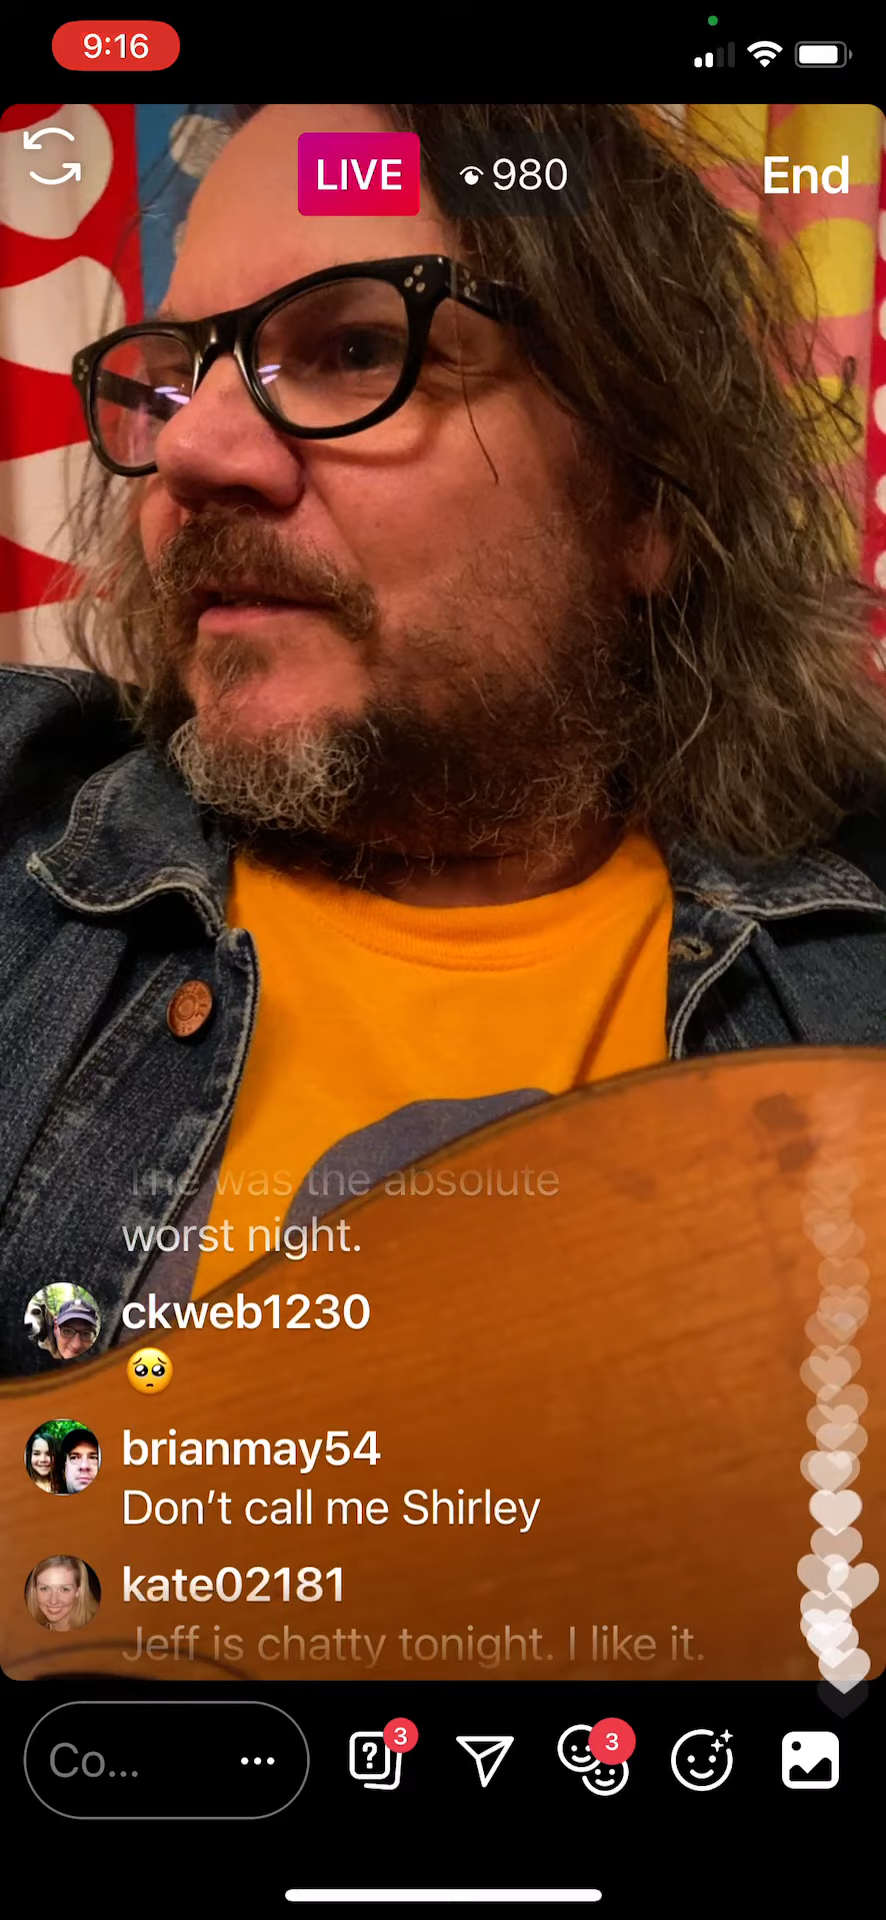 9:16
LIVE
980
End
was the absolute
worst night.
ckweb1230
🥺
brianmay54
Don't call me Shirley
kate02181
Jeff is chatty tonight. I like it.
Co...
3
3